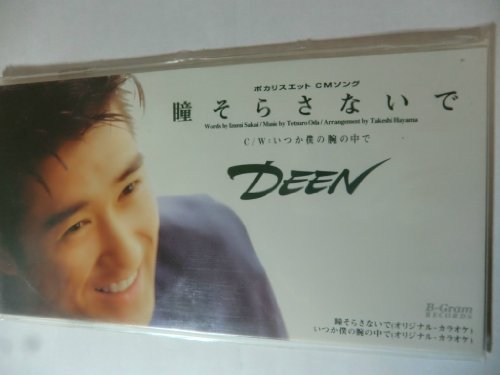 ポカリスエット CMソング
瞳そらさないで
Words by Izumi Sakai / Music by Tetsuro Oda / Arrangement by Takeshi Hayama
C/W:いつか僕の腕の中で
DEEN
B-Gram
RECORDS
瞳そらさないで(オリジナル・カラオケ)
いつか僕の腕の中で(オリジナル・カラオケ)